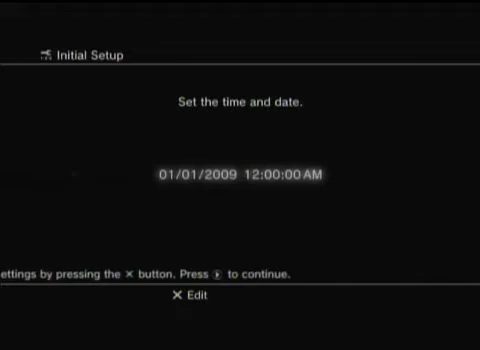 Initial Setup
Set the time and date.
01/01/2009 12:00:00 AM
ettings by pressing the ✕ button. Press to continue.
✕ Edit